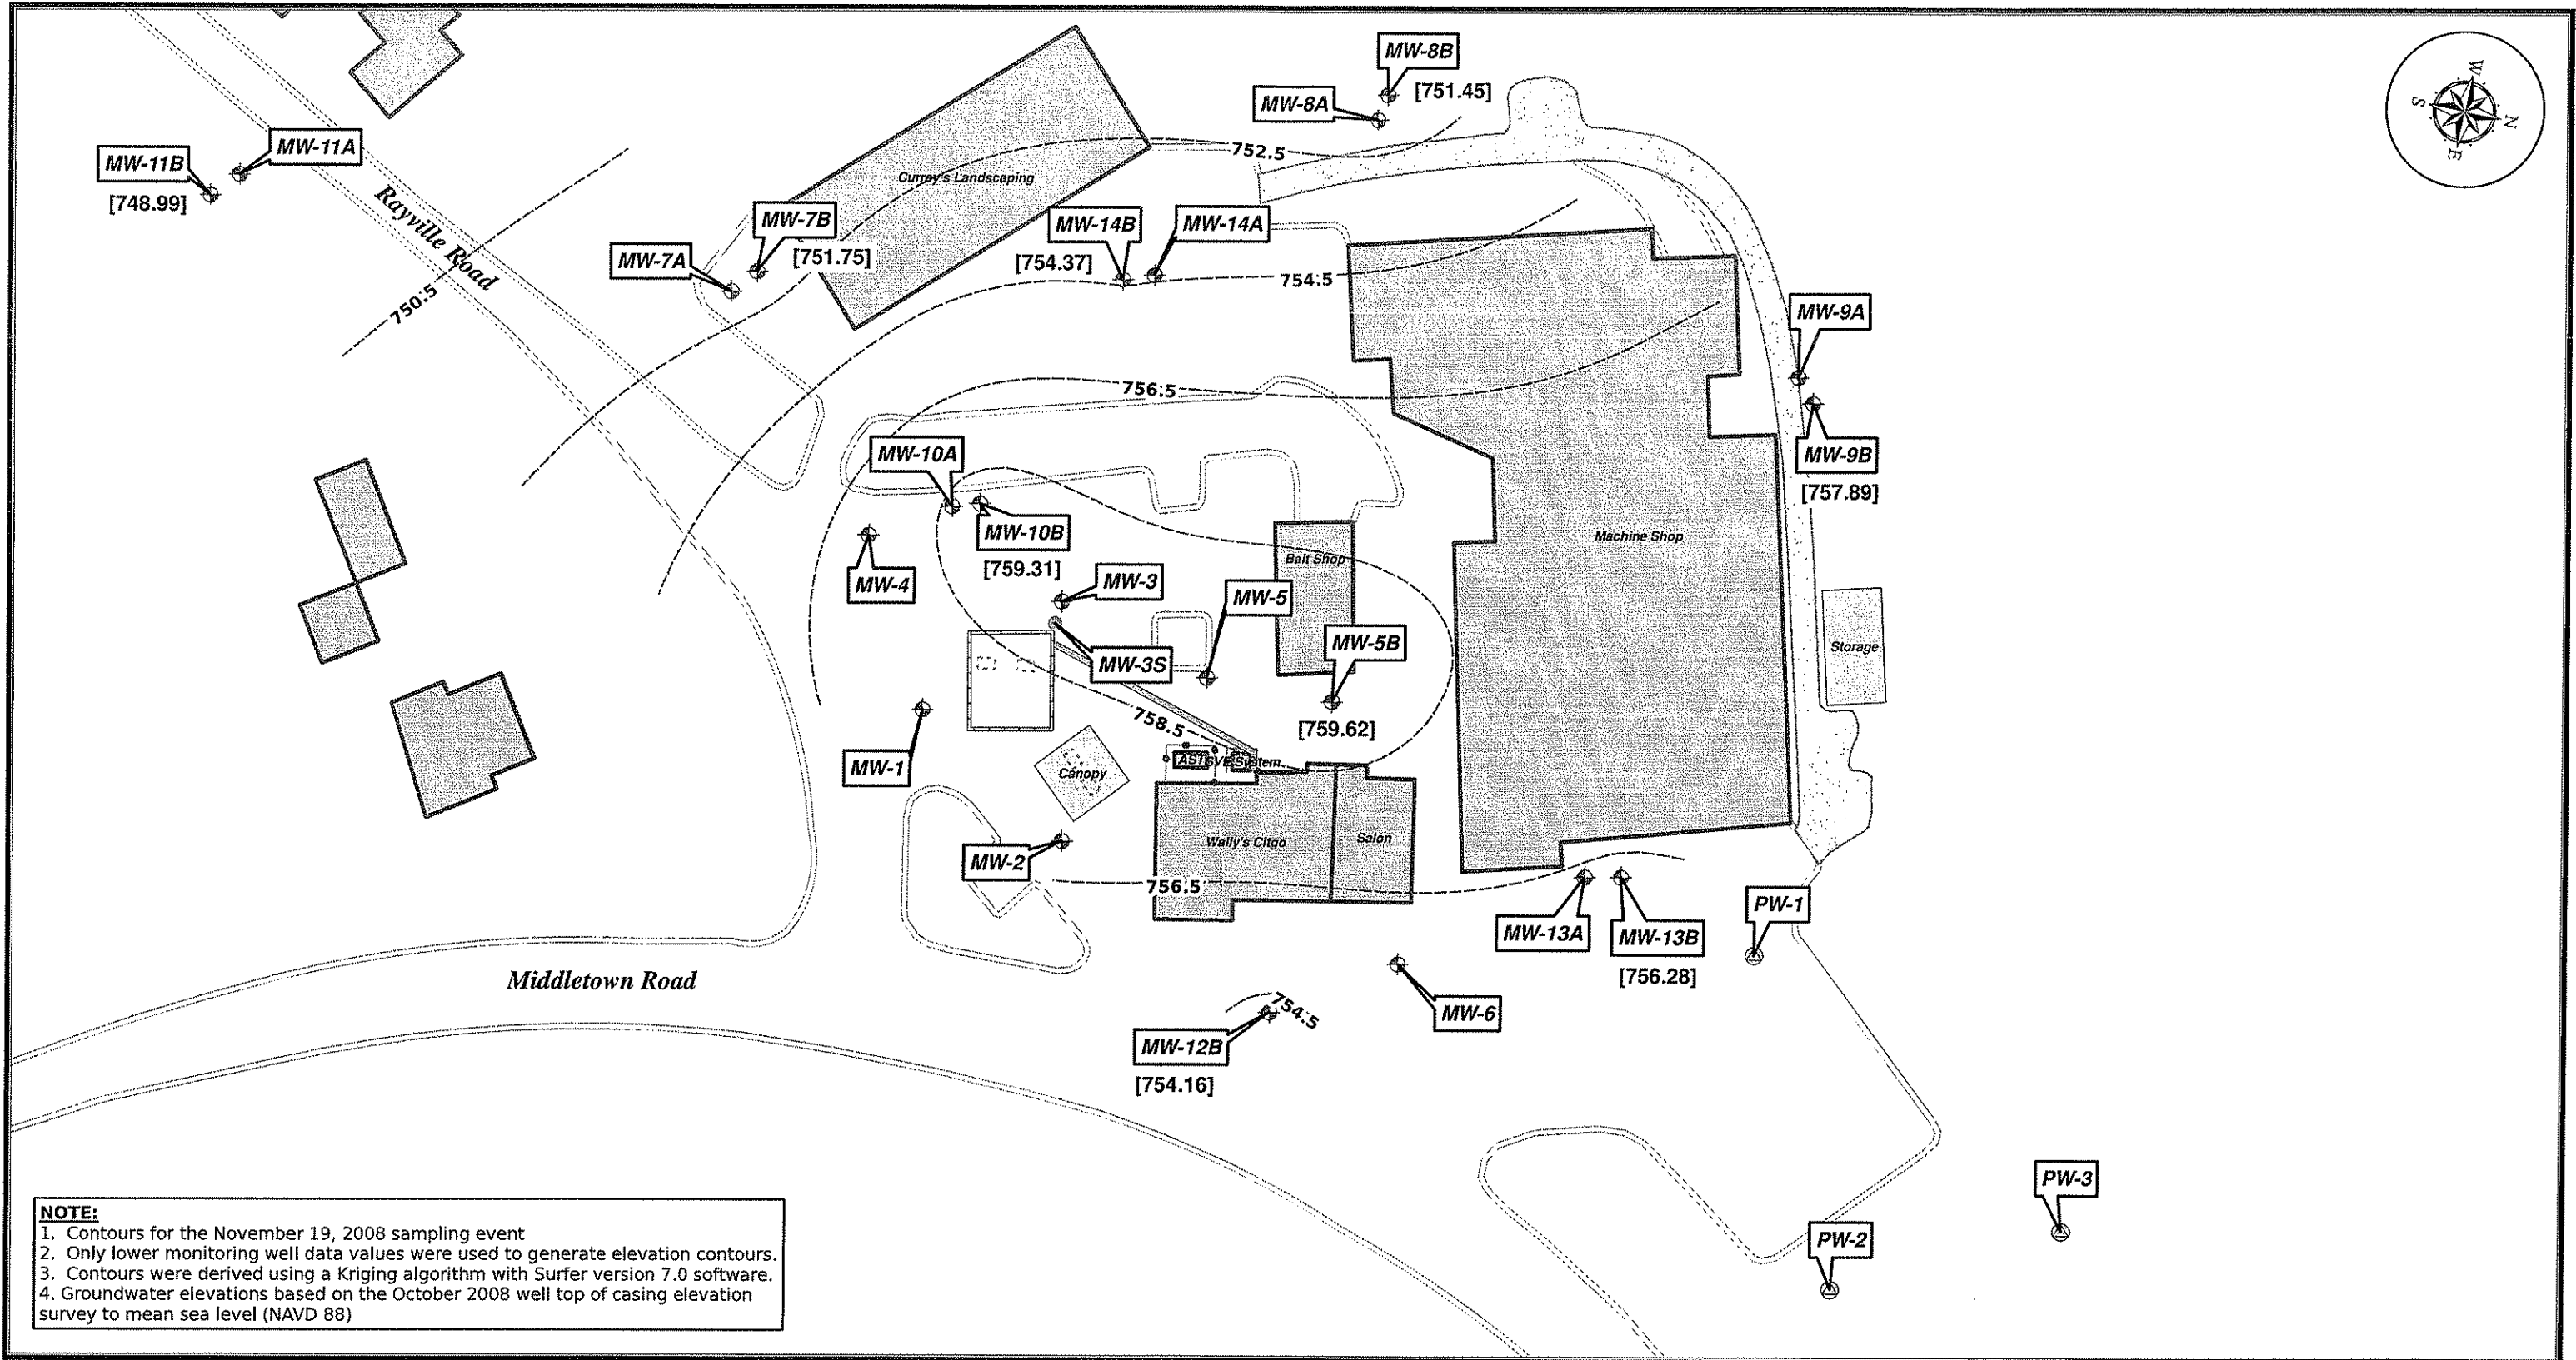 MW-8B
[751.45]
MW-8A
W
S
N
E
MW-11A
MW-11B
[748.99]
Rayville Road
750.5
752.5
Currey's Landscaping
MW-7B
[751.75]
MW-7A
MW-14B
MW-14A
[754.37]
754.5
MW-9A
756.5
MW-10A
MW-9B
[757.89]
MW-10B
[759.31]
Machine Shop
Bait Shop
MW-4
MW-3
MW-5
MW-5B
MW-3S
Storage
758.5
[759.62]
MW-1
Canopy
AST
SVE System
MW-2
Wally's Citgo
Salon
756.5
PW-1
MW-13A
MW-13B
[756.28]
Middletown Road
754.5
MW-6
MW-12B
[754.16]
PW-3
PW-2
NOTE:
1. Contours for the November 19, 2008 sampling event
2. Only lower monitoring well data values were used to generate elevation contours.
3. Contours were derived using a Kriging algorithm with Surfer version 7.0 software.
4. Groundwater elevations based on the October 2008 well top of casing elevation
survey to mean sea level (NAVD 88)